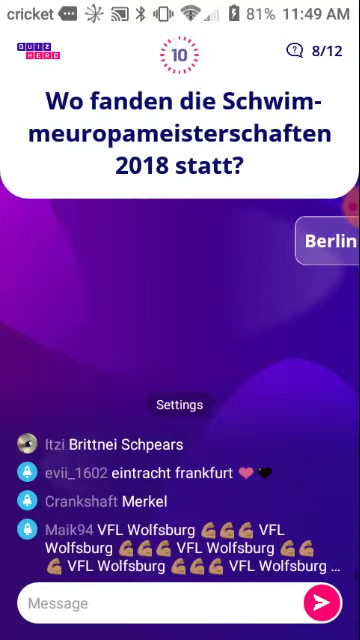 cricket 81% 11:49 AM
QUIZ
HERO
10
8/12
Wo fanden die Schwim-
meuropameisterschaften
2018 statt?
Berlin
Settings
Itzi Brittnei Schpears
evii_1602 eintracht frankfurt ❤️🖤
Crankshaft Merkel
Maik94 VFL Wolfsburg 💪🏽💪🏽💪🏽 VFL
Wolfsburg 💪🏽💪🏽💪🏽 VFL Wolfsburg 💪🏽💪🏽
💪🏽 VFL Wolfsburg 💪🏽💪🏽💪🏽 VFL Wolfsburg ...
Message